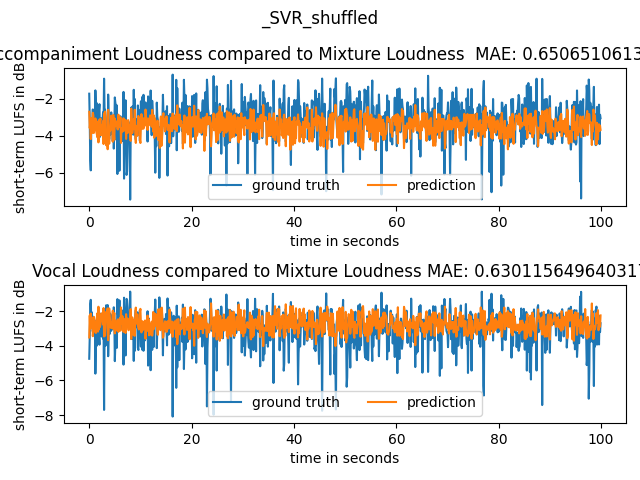 _SVR_shuffled
ccompaniment Loudness compared to Mixture Loudness  MAE: 0.6506510613
short-term LUFS in dB
−2
−4
−6
ground truth
prediction
0 20 40 60 80 100
time in seconds
Vocal Loudness compared to Mixture Loudness MAE: 0.630115649640317
short-term LUFS in dB
−2
−4
−6
−8
ground truth
prediction
0 20 40 60 80 100
time in seconds